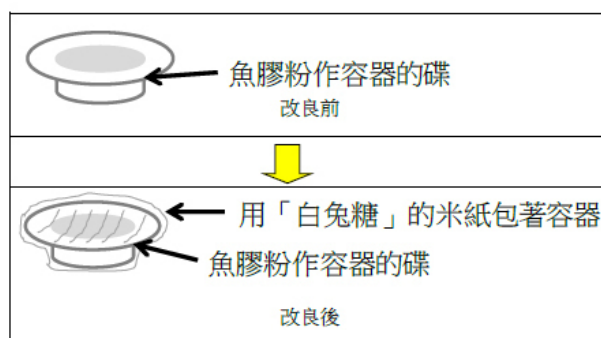 魚膠粉作容器的碟
改良前
用「白兔糖」的米紙包著容器
魚膠粉作容器的碟
改良後